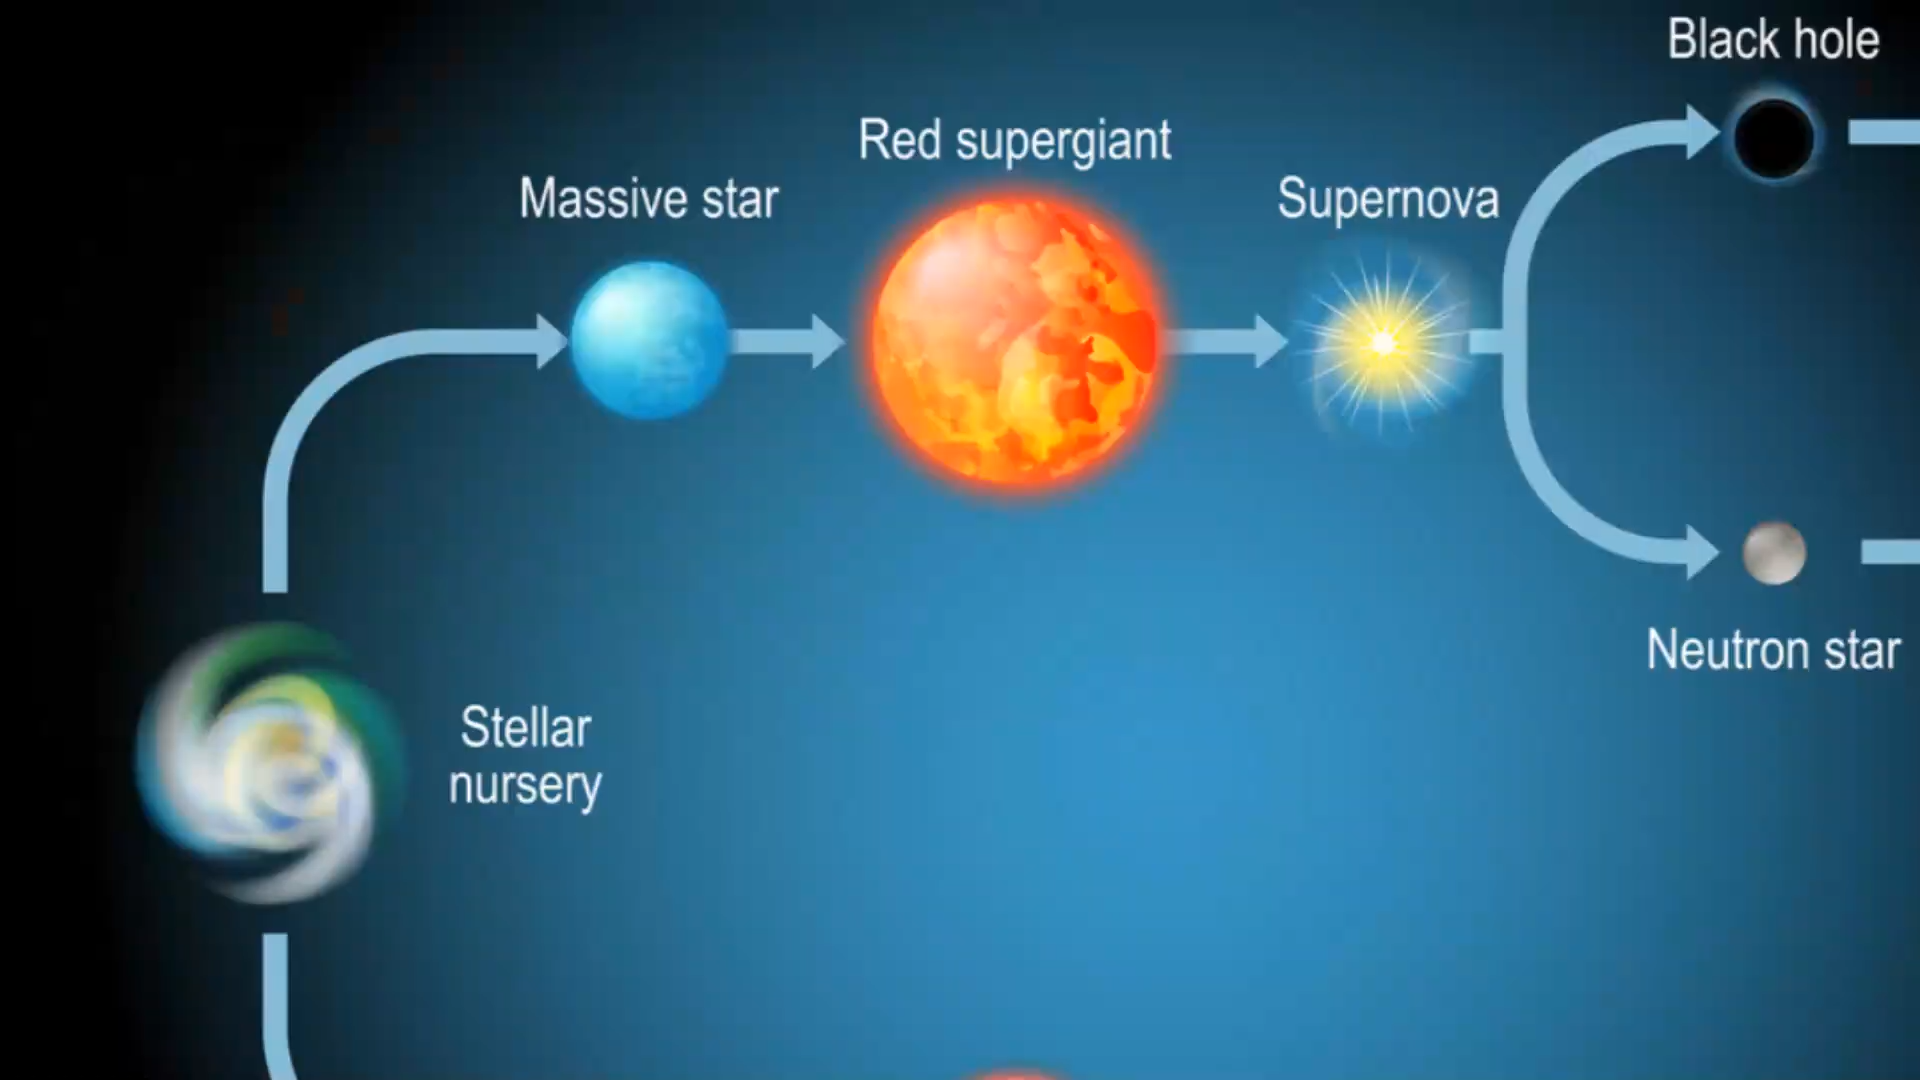 Black hole
Red supergiant
Massive star
Supernova
Neutron star
Stellar
nursery